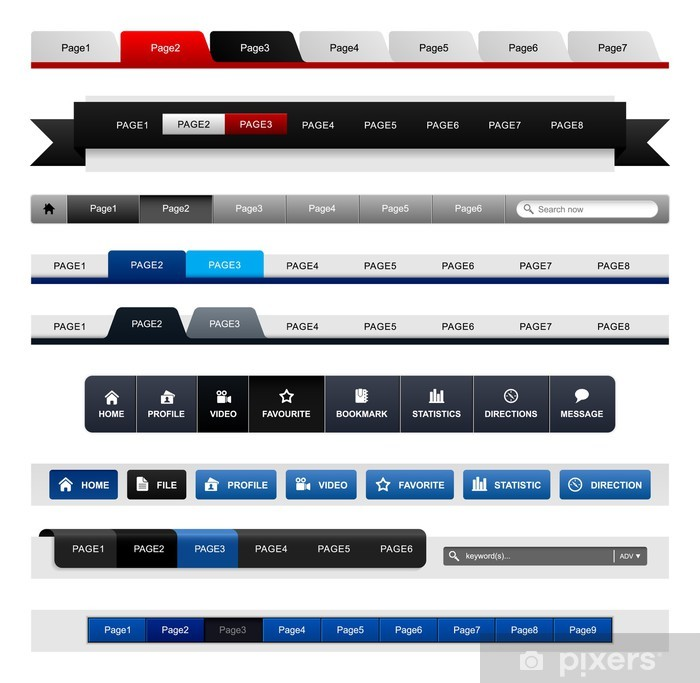 Page1 Page2 Page3 Page4 Page5 Page6 Page7
PAGE1 PAGE2 PAGE3 PAGE4 PAGE5 PAGE6 PAGE7 PAGE8
Page1 Page2 Page3 Page4 Page5 Page6 Search now
PAGE1 PAGE2 PAGE3 PAGE4 PAGE5 PAGE6 PAGE7 PAGE8
PAGE1 PAGE2 PAGE3 PAGE4 PAGE5 PAGE6 PAGE7 PAGE8
HOME PROFILE VIDEO FAVOURITE BOOKMARK STATISTICS DIRECTIONS MESSAGE
HOME FILE PROFILE VIDEO FAVORITE STATISTIC DIRECTION
PAGE1 PAGE2 PAGE3 PAGE4 PAGE5 PAGE6 keyword(s)... ADV ▼
Page1 Page2 Page3 Page4 Page5 Page6 Page7 Page8 Page9
pixers